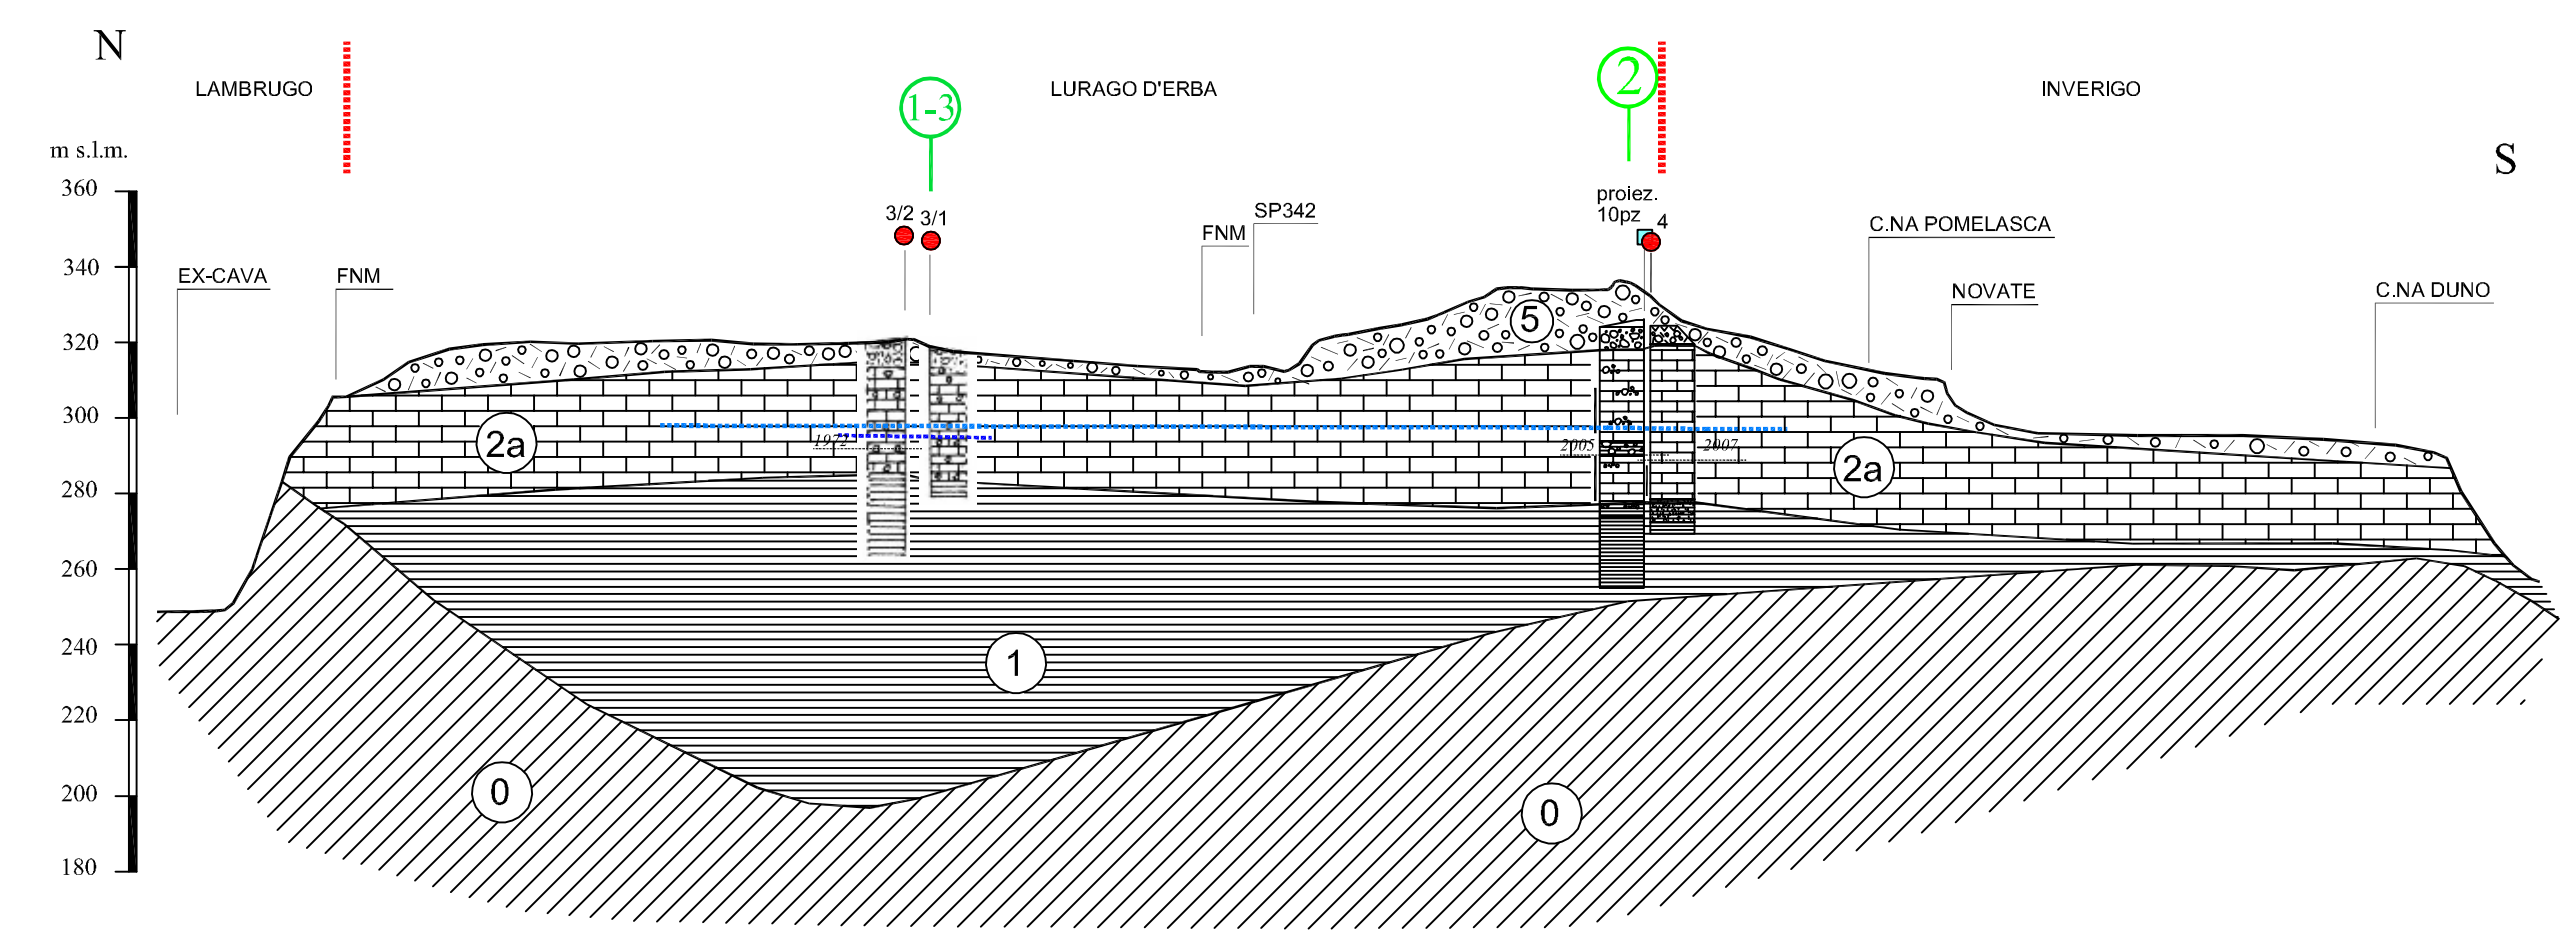 N
LAMBRUGO
LURAGO D'ERBA
INVERIGO
S
1-3
2
m s.l.m.
360
340
320
300
280
260
240
220
200
180
EX-CAVA
FNM
3/2
3/1
FNM
SP342
proiez.
10pz
4
C.NA POMELASCA
NOVATE
C.NA DUNO
5
2a
1972
2005
2007
2a
1
0
0